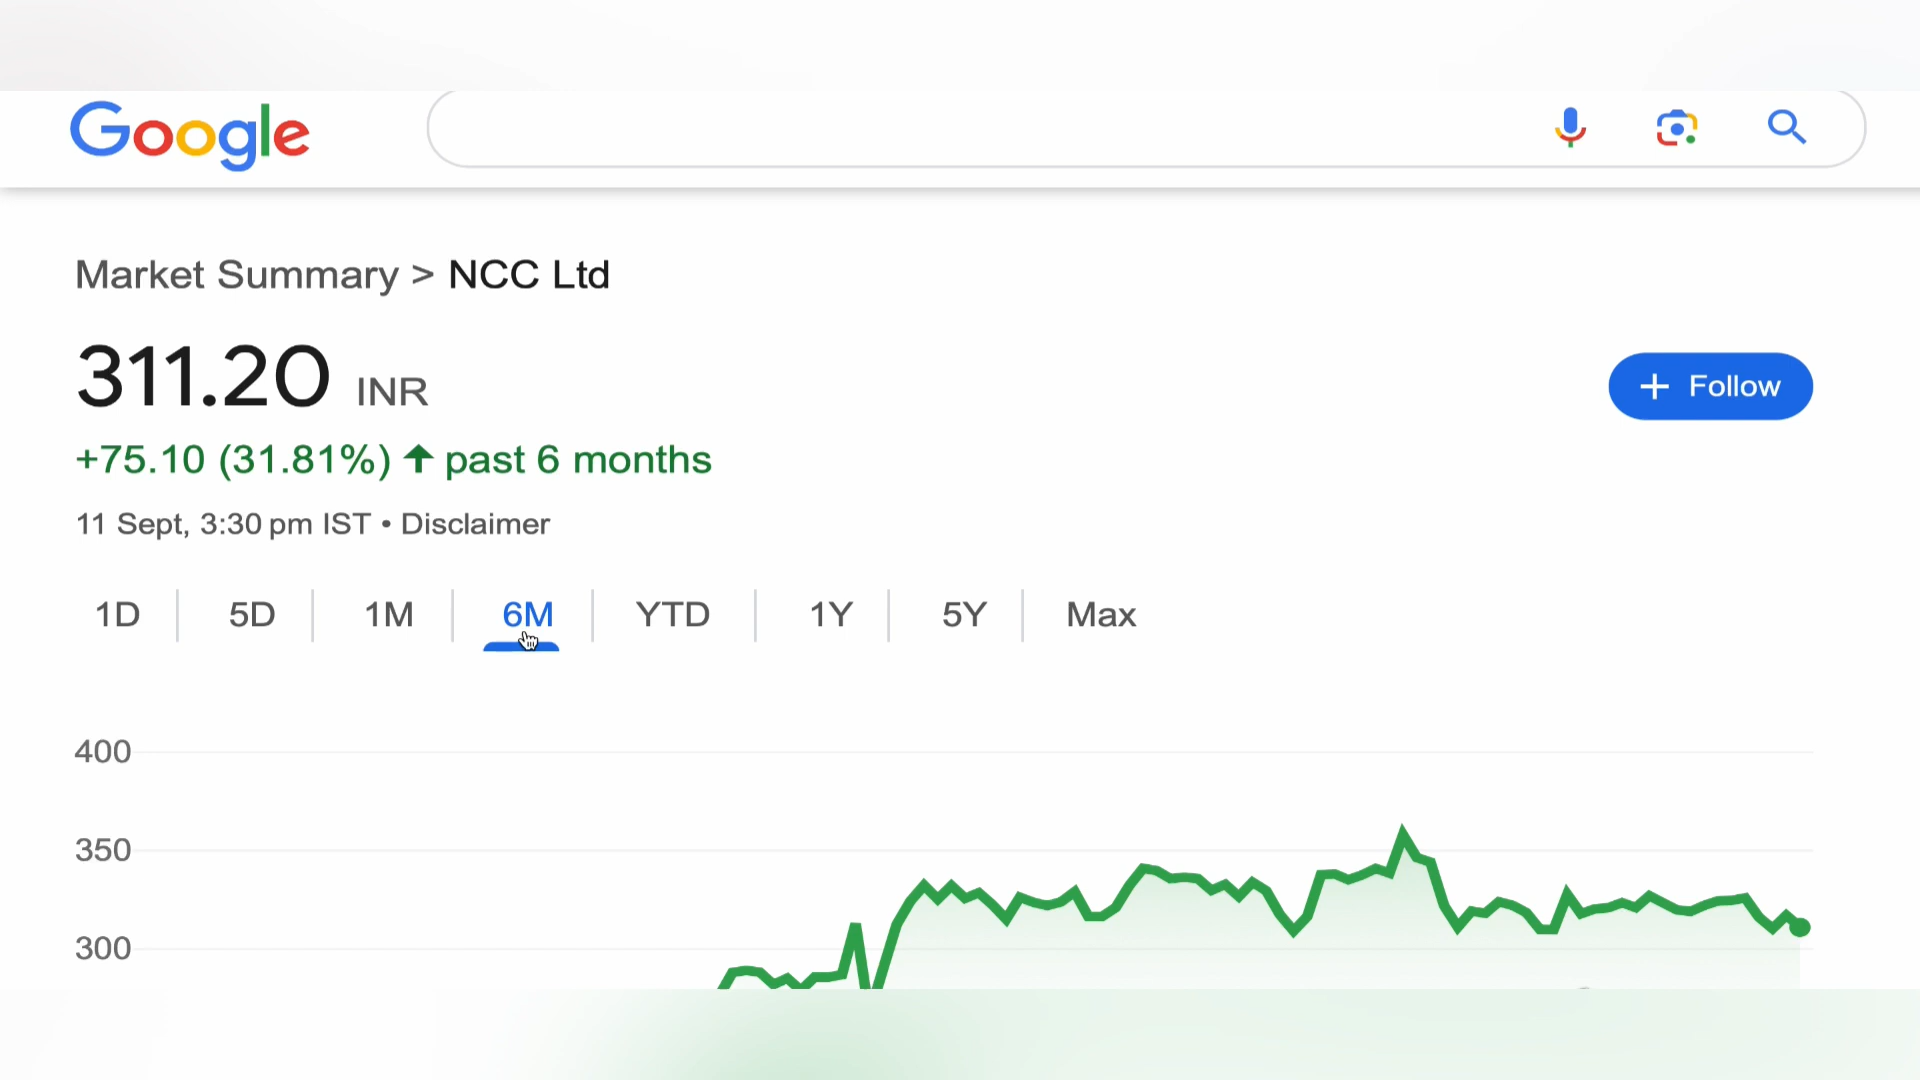 Google
Market Summary > NCC Ltd
311.20 INR
+ Follow
+75.10 (31.81%) ↑ past 6 months
11 Sept, 3:30 pm IST • Disclaimer
1D 5D 1M 6M YTD 1Y 5Y Max
400
350
300